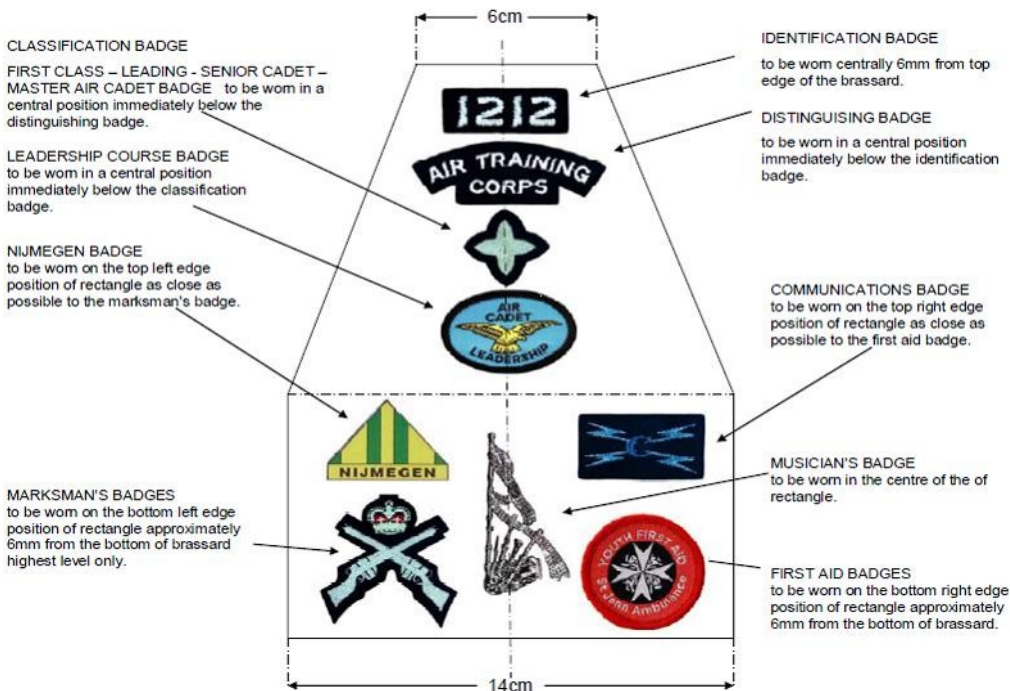 6cm
CLASSIFICATION BADGE
FIRST CLASS – LEADING - SENIOR CADET –
MASTER AIR CADET BADGE to be worn in a
central position immediately below the
distinguishing badge.
LEADERSHIP COURSE BADGE
to be worn in a central position
immediately below the classification
badge.
NIJMEGEN BADGE
to be worn on the top left edge
position of rectangle as close as
possible to the marksman's badge.
MARKSMAN'S BADGES
to be worn on the bottom left edge
position of rectangle approximately
6mm from the bottom of brassard
highest level only.
1212
AIR TRAINING
CORPS
AIR
CADET
LEADERSHIP
NIJMEGEN
C
YOUTH FIRST AID
St John Ambulance
IDENTIFICATION BADGE
to be worn centrally 6mm from top
edge of the brassard.
DISTINGUISING BADGE
to be worn in a central position
immediately below the identification
badge.
COMMUNICATIONS BADGE
to be worn on the top right edge
position of rectangle as close as
possible to the first aid badge.
MUSICIAN'S BADGE
to be worn in the centre of the of
rectangle.
FIRST AID BADGES
to be worn on the bottom right edge
position of rectangle approximately
6mm from the bottom of brassard.
14cm